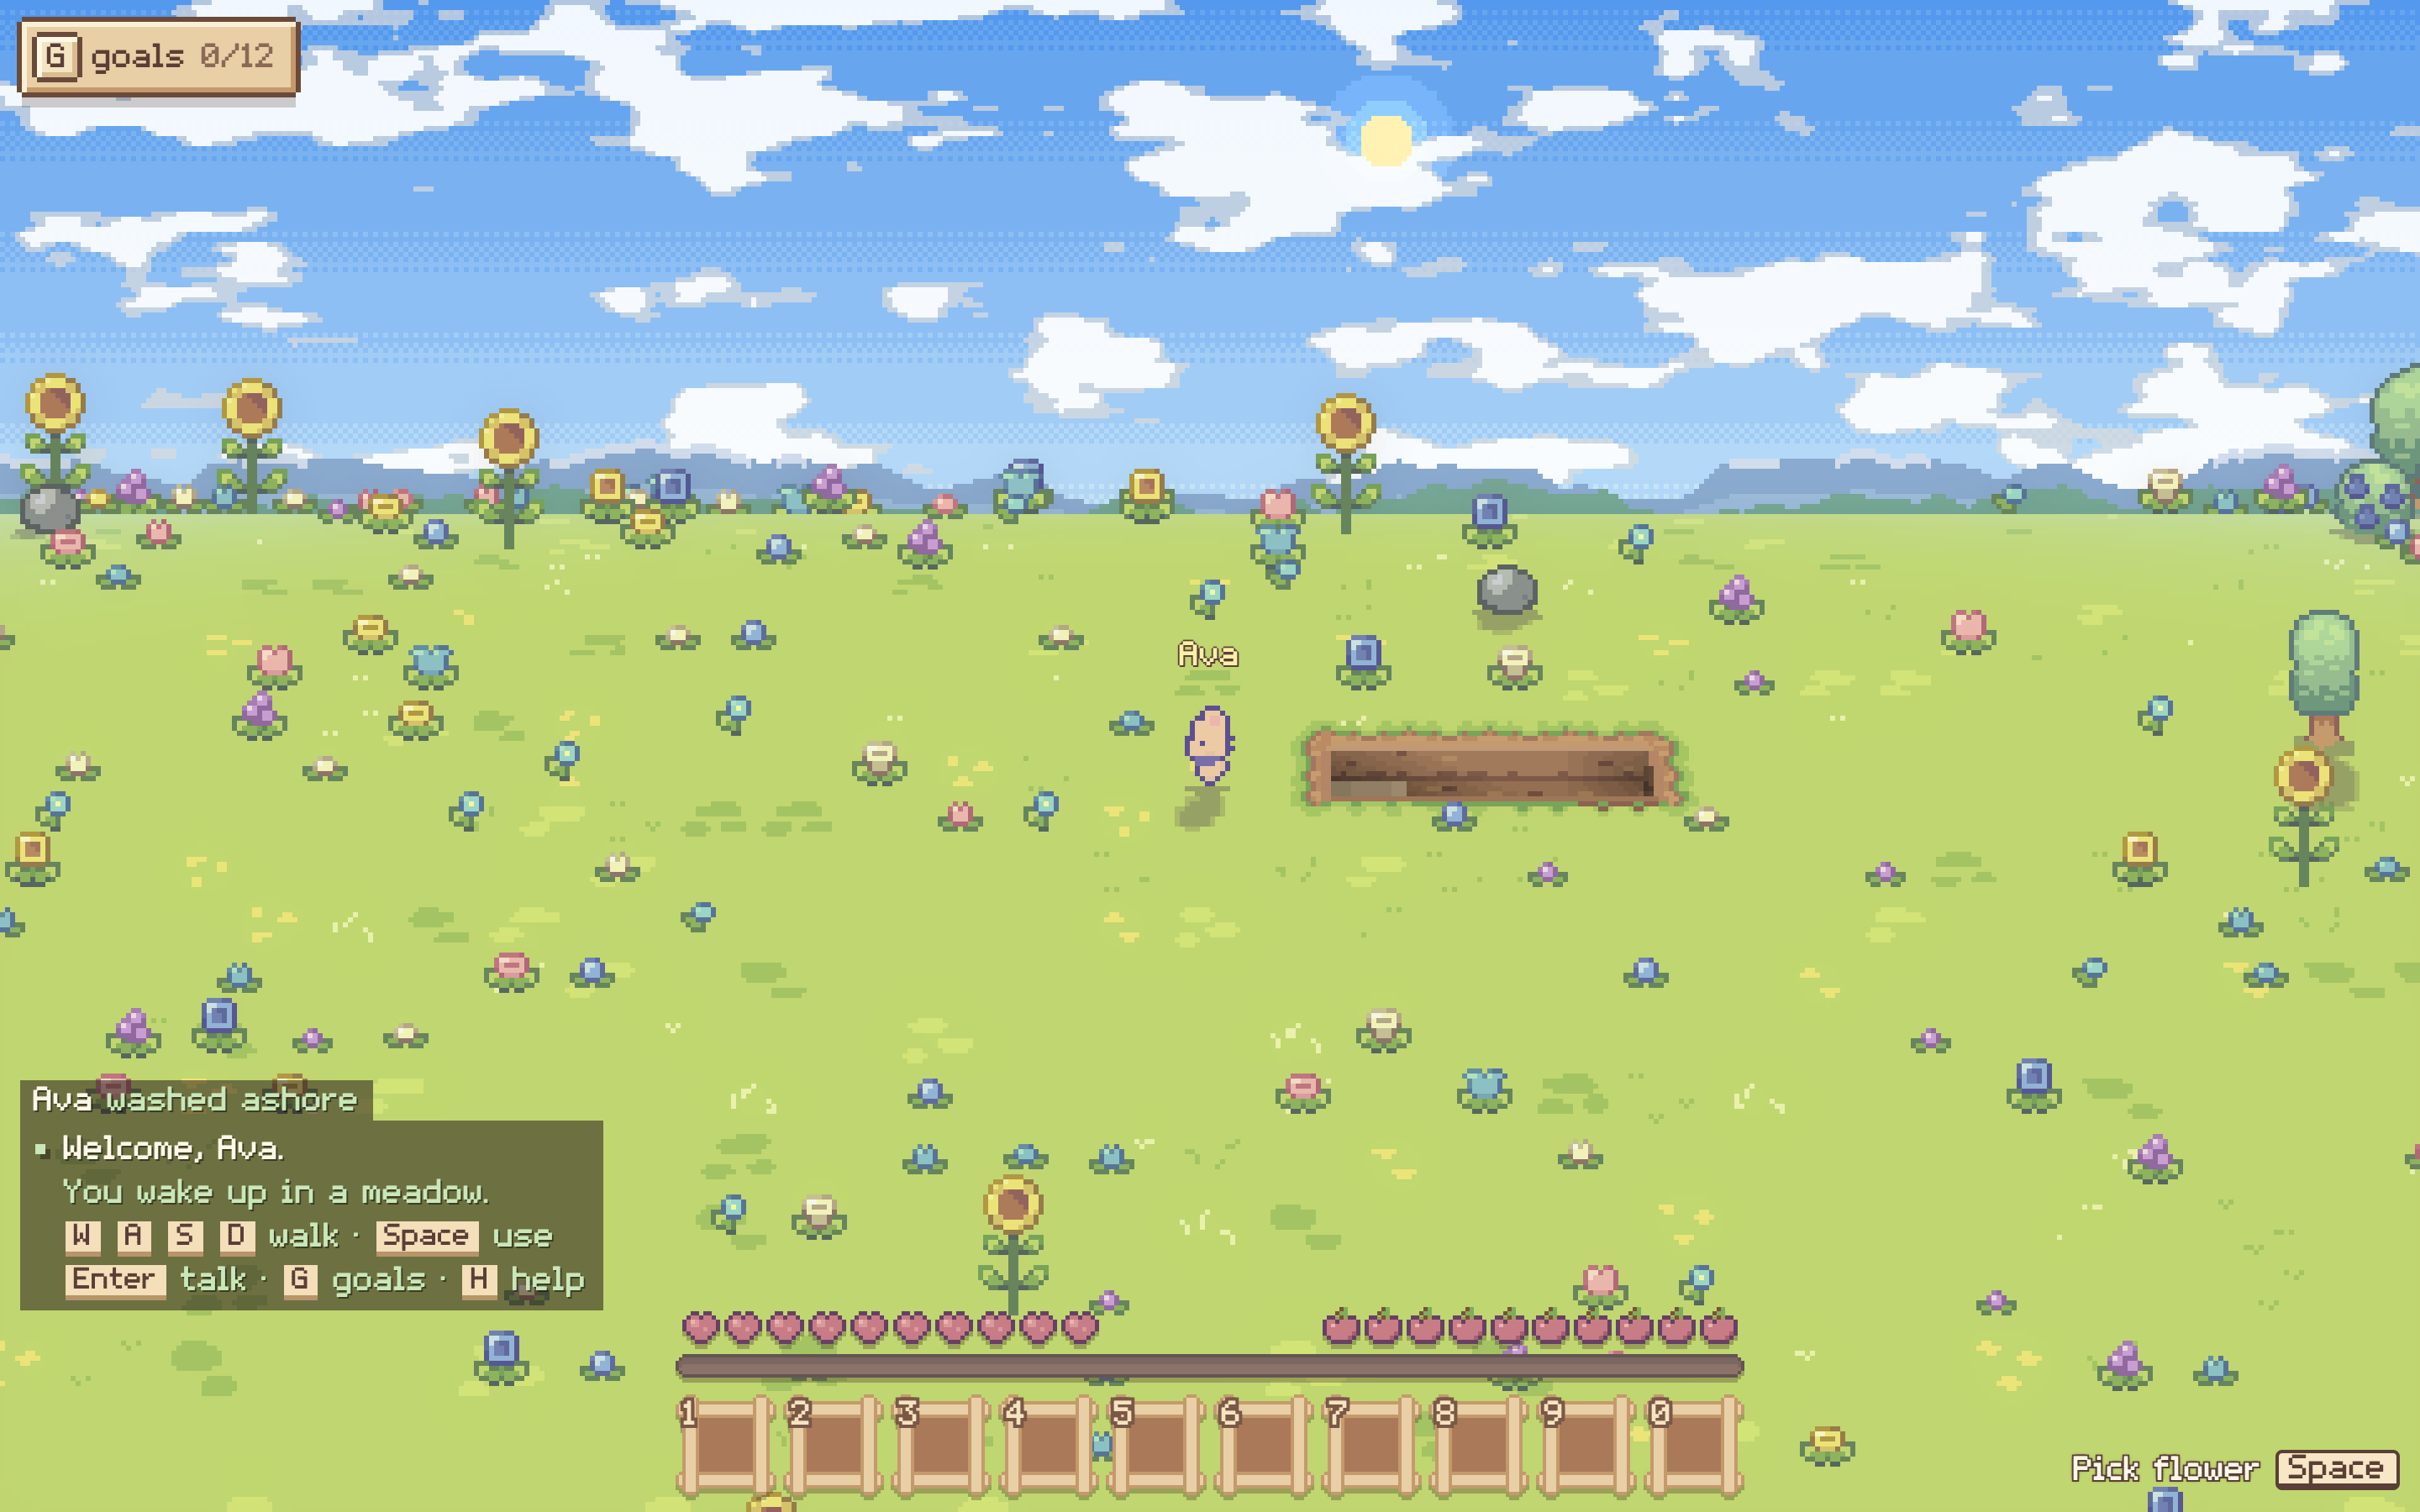 G goals 0/12
Ava
Ava washed ashore
Welcome, Ava.
You wake up in a meadow.
W A S D walk · Space use
Enter talk · G goals · H help
1 2 3 4 5 6 7 8 9 0
Pick flower Space